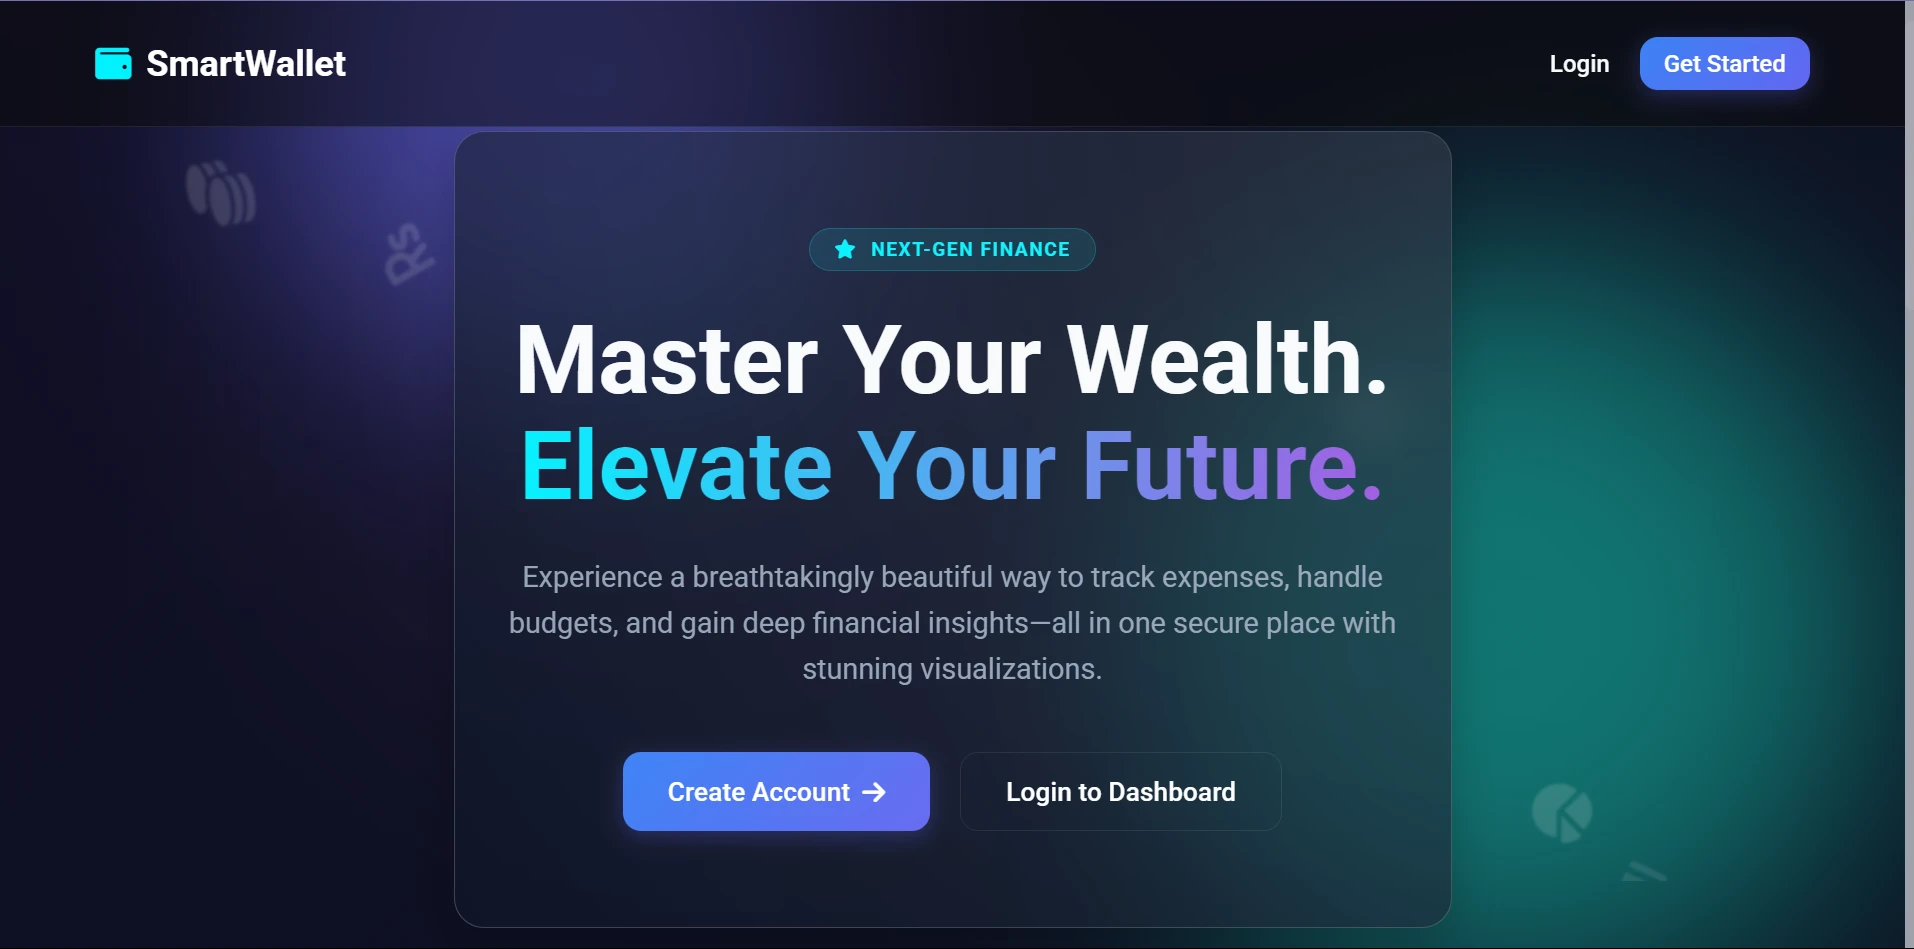 SmartWallet
Login
Get Started
Rs
NEXT-GEN FINANCE
Master Your Wealth.
Elevate Your Future.
Experience a breathtakingly beautiful way to track expenses, handle
budgets, and gain deep financial insights—all in one secure place with
stunning visualizations.
Create Account →
Login to Dashboard